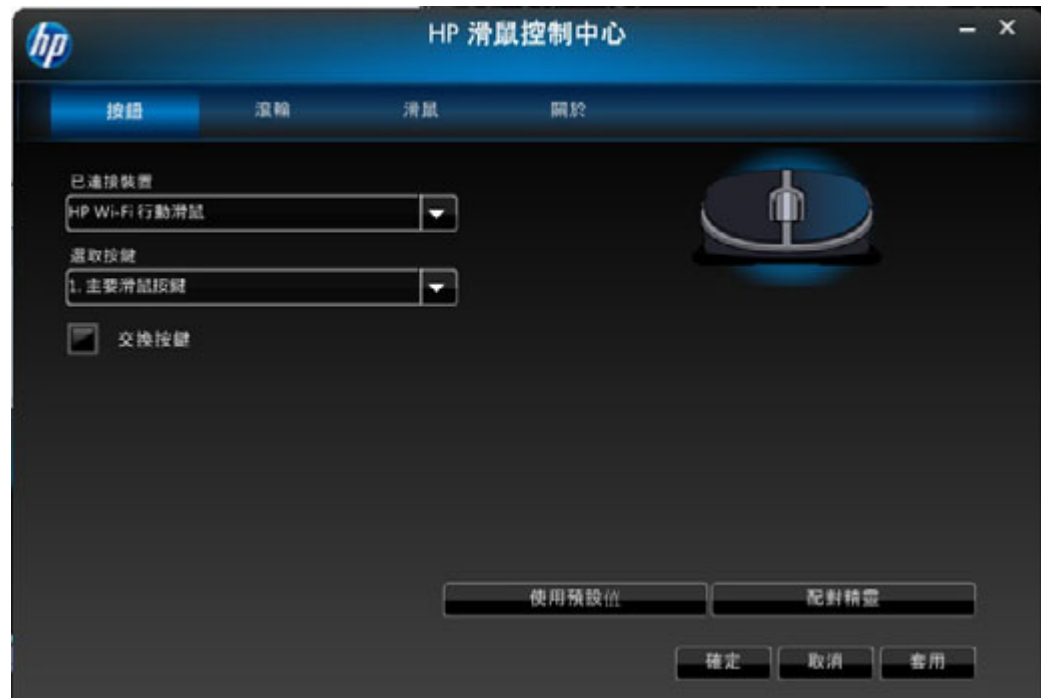 hp
HP 滑鼠控制中心
按鈕 滾輪 滑鼠 關於
已連接裝置
HP Wi-Fi 行動滑鼠
選取按鍵
1. 主要滑鼠按鍵
交換按鍵
使用預設值 配對精靈
確定 取消 套用